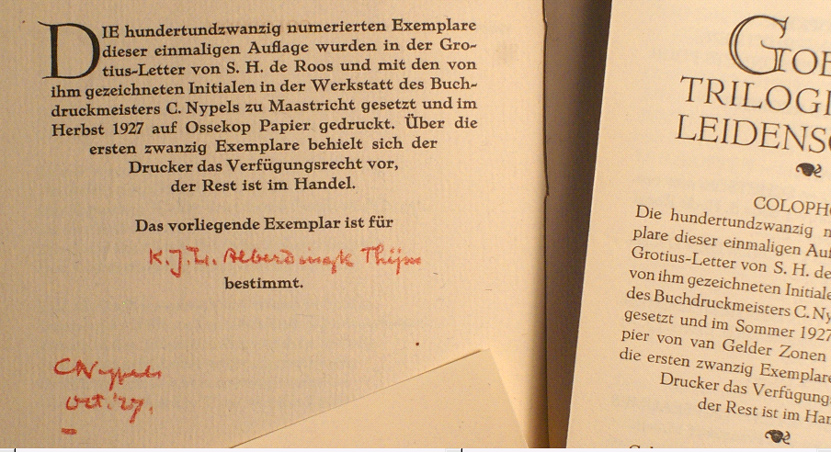 DIE hundertundzwanzig numerierten Exemplare
dieser einmaligen Auflage wurden in der Gro-
tius-Letter von S. H. de Roos und mit den von
ihm gezeichneten Initialen in der Werkstatt des Buch-
druckmeisters C. Nypels zu Maastricht gesetzt und im
Herbst 1927 auf Ossekop Papier gedruckt. Über die
ersten zwanzig Exemplare behielt sich der
Drucker das Verfügungsrecht vor,
der Rest ist im Handel.
Das vorliegende Exemplar ist für
K.J.L. Alberdingk Thijm
bestimmt.
CNypels
Oct. '27.
GOE
TRILOGI
LEIDENS
COLOPHO
Die hundertundzwanzig n
plare dieser einmaligen Auf
Grotius-Letter von S. H. de
von ihm gezeichneten Initiale
des Buchdruckmeisters C. Ny
gesetzt und im Sommer 1927
pier von van Gelder Zonen
die ersten zwanzig Exemplare
Drucker das Verfügung
der Rest ist im Han